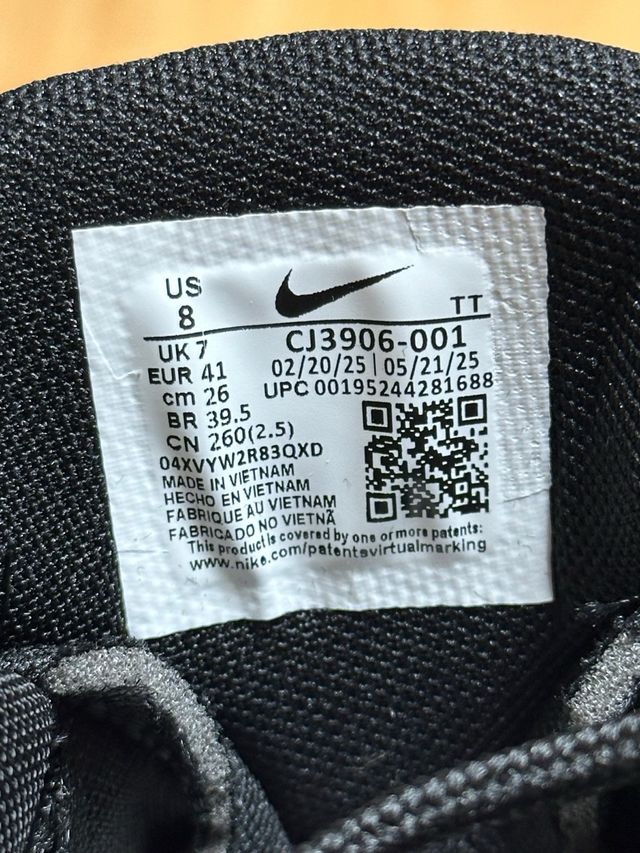 US
8
TT
UK 7
EUR 41
cm 26
BR 39.5
CN 260(2.5)
CJ3906-001
02/20/25 | 05/21/25
UPC 00195244281688
04XVYW2R83QXD
MADE IN VIETNAM
HECHO EN VIETNAM
FABRIQUE AU VIETNAM
FABRICADO NO VIETNÃ
This product is covered by one or more patents:
www.nike.com/patentsvirtualmarking